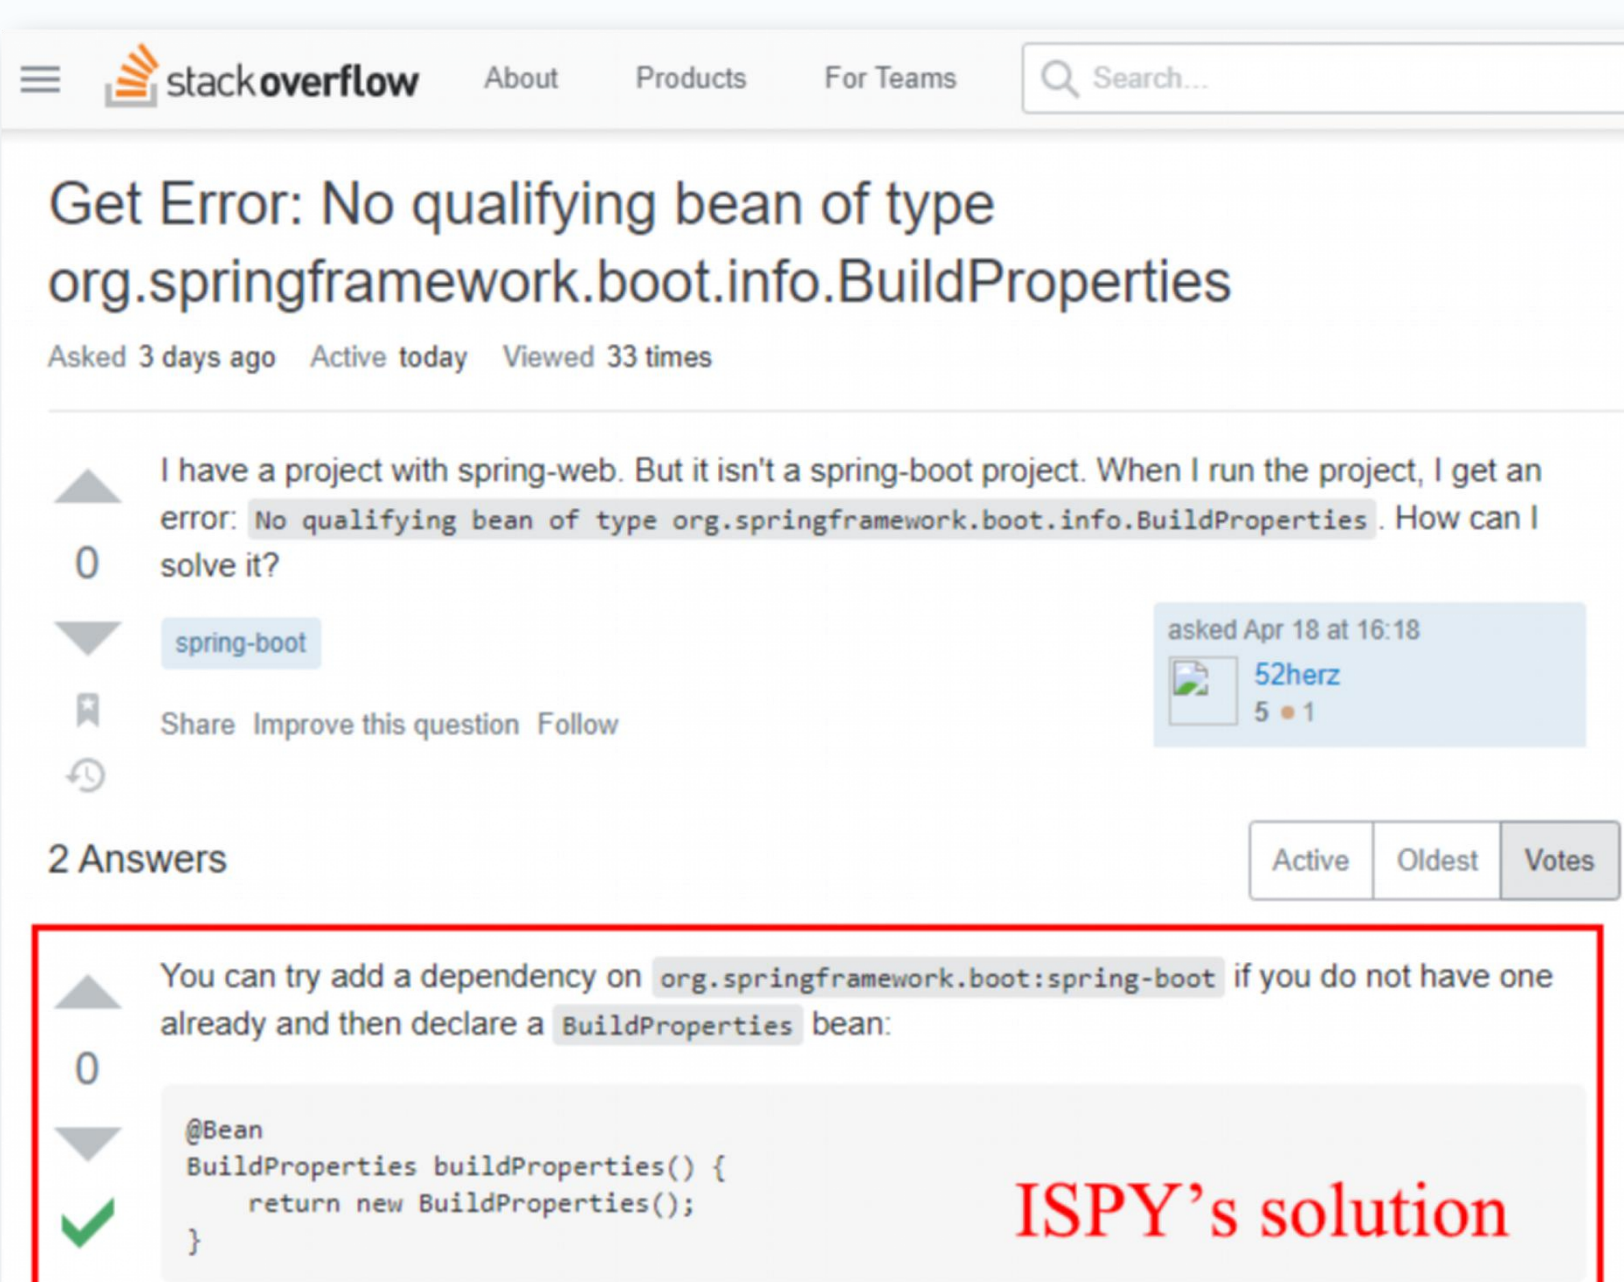 stackoverflow About Products For Teams Search...
Get Error: No qualifying bean of type
org.springframework.boot.info.BuildProperties
Asked 3 days ago Active today Viewed 33 times
I have a project with spring-web. But it isn't a spring-boot project. When I run the project, I get an
error: No qualifying bean of type org.springframework.boot.info.BuildProperties . How can I
0
solve it?
spring-boot
asked Apr 18 at 16:18
52herz
5 1
Share Improve this question Follow
2 Answers
Active Oldest Votes
You can try add a dependency on org.springframework.boot:spring-boot if you do not have one
already and then declare a BuildProperties bean:
0
@Bean
BuildProperties buildProperties() {
    return new BuildProperties();
}
ISPY's solution